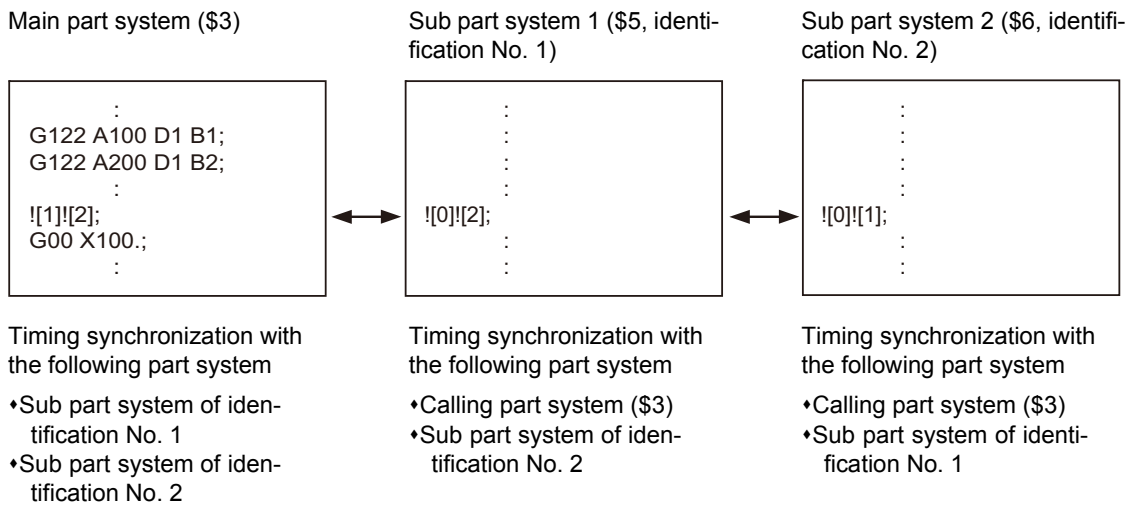 Main part system ($3)
Sub part system 1 ($5, identi-
fication No. 1)
Sub part system 2 ($6, identifi-
cation No. 2)
:
G122 A100 D1 B1;
G122 A200 D1 B2;
:
![1]![2];
G00 X100.;
:
:
:
:
:
![0]![2];
:
:
:
:
:
:
![0]![1];
:
:
Timing synchronization with
the following part system
⬩Sub part system of iden-
tification No. 1
⬩Sub part system of iden-
tification No. 2
Timing synchronization with
the following part system
⬩Calling part system ($3)
⬩Sub part system of iden-
tification No. 2
Timing synchronization with
the following part system
⬩Calling part system ($3)
⬩Sub part system of identi-
fication No. 1